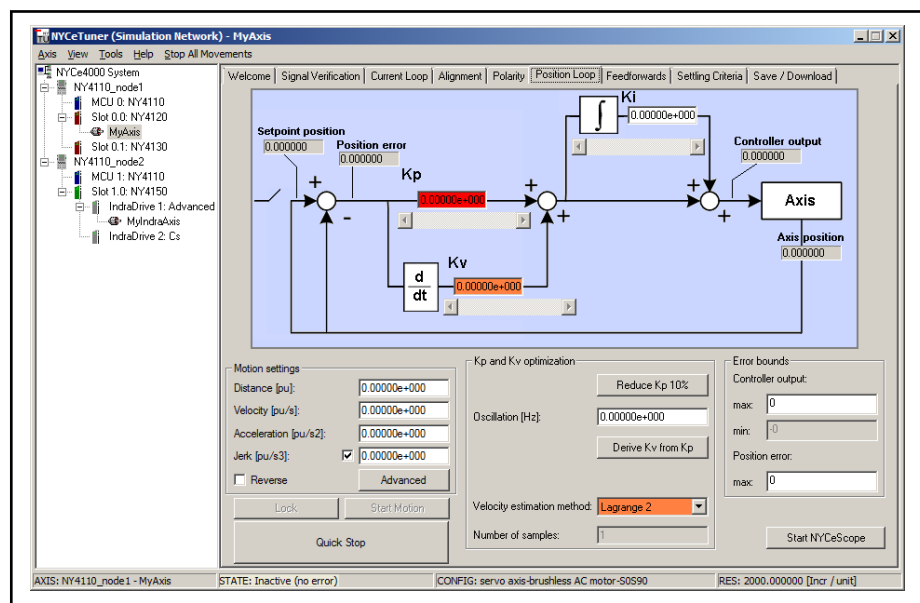 NYCeTuner (Simulation Network) - MyAxis
Axis View Tools Help Stop All Movements
NYCe4000 System
NY4110_node1
MCU 0: NY4110
Slot 0.0: NY4120
MyAxis
Slot 0.1: NY4130
NY4110_node2
MCU 1: NY4110
Slot 1.0: NY4150
IndraDrive 1: Advanced
MyIndraAxis
IndraDrive 2: Cs
Welcome Signal Verification Current Loop Alignment Polarity Position Loop Feedforwards Settling Criteria Save / Download
Ki
∫ 0.00000e+000
Setpoint position
0.000000
Position error
0.000000
Controller output
0.000000
Kp
+ 0.00000e+000 + +
- + +
Axis
Axis position
0.000000
Kv
d
dt
0.00000e+000
Motion settings
Distance [pu]: 0.00000e+000
Velocity [pu/s]: 0.00000e+000
Acceleration [pu/s2]: 0.00000e+000
Jerk [pu/s3]: 0.00000e+000
Reverse Advanced
Lock Start Motion
Quick Stop
Kp and Kv optimization
Reduce Kp 10%
Oscillation [Hz]: 0.00000e+000
Derive Kv from Kp
Velocity estimation method: Lagrange 2
Number of samples: 1
Error bounds
Controller output:
max: 0
min: -0
Position error:
max: 0
Start NYCeScope
AXIS: NY4110_node1 - MyAxis STATE: Inactive (no error) CONFIG: servo axis-brushless AC motor-S0S90 RES: 2000.000000 [Incr / unit]